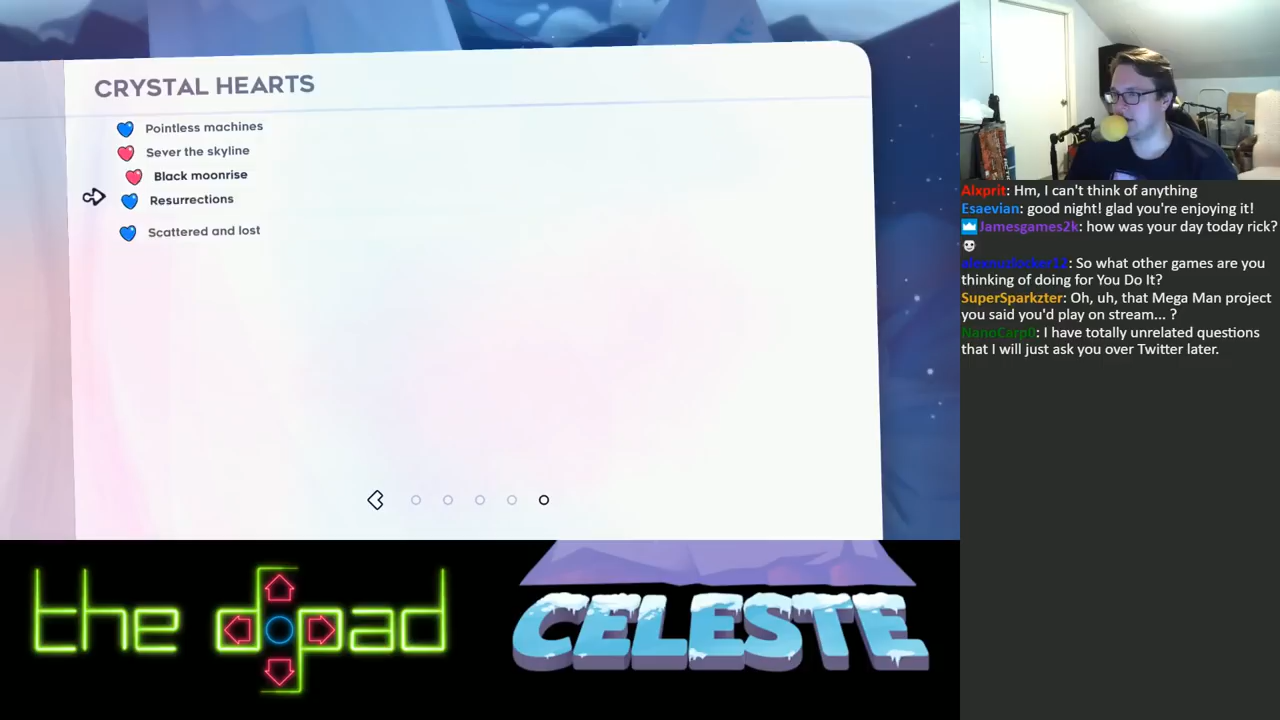 CRYSTAL HEARTS
Pointless machines
Sever the skyline
Black moonrise
Resurrections
Scattered and lost
Alxprit: Hm, I can't think of anything
Esaevian: good night! glad you're enjoying it!
Jamesgames2k: how was your day today rick?
alexnuzlocker12: So what other games are you
thinking of doing for You Do It?
SuperSparkzter: Oh, uh, that Mega Man project
you said you'd play on stream... ?
NanoCarp0: I have totally unrelated questions
that I will just ask you over Twitter later.
the dpad
CELESTE